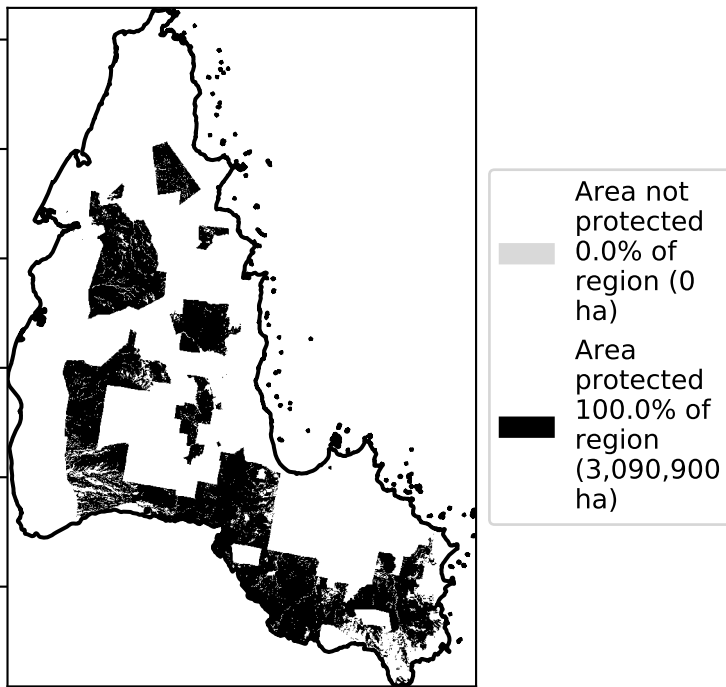 Area not
protected
0.0% of
region (0
ha)
Area
protected
100.0% of
region
(3,090,900
ha)